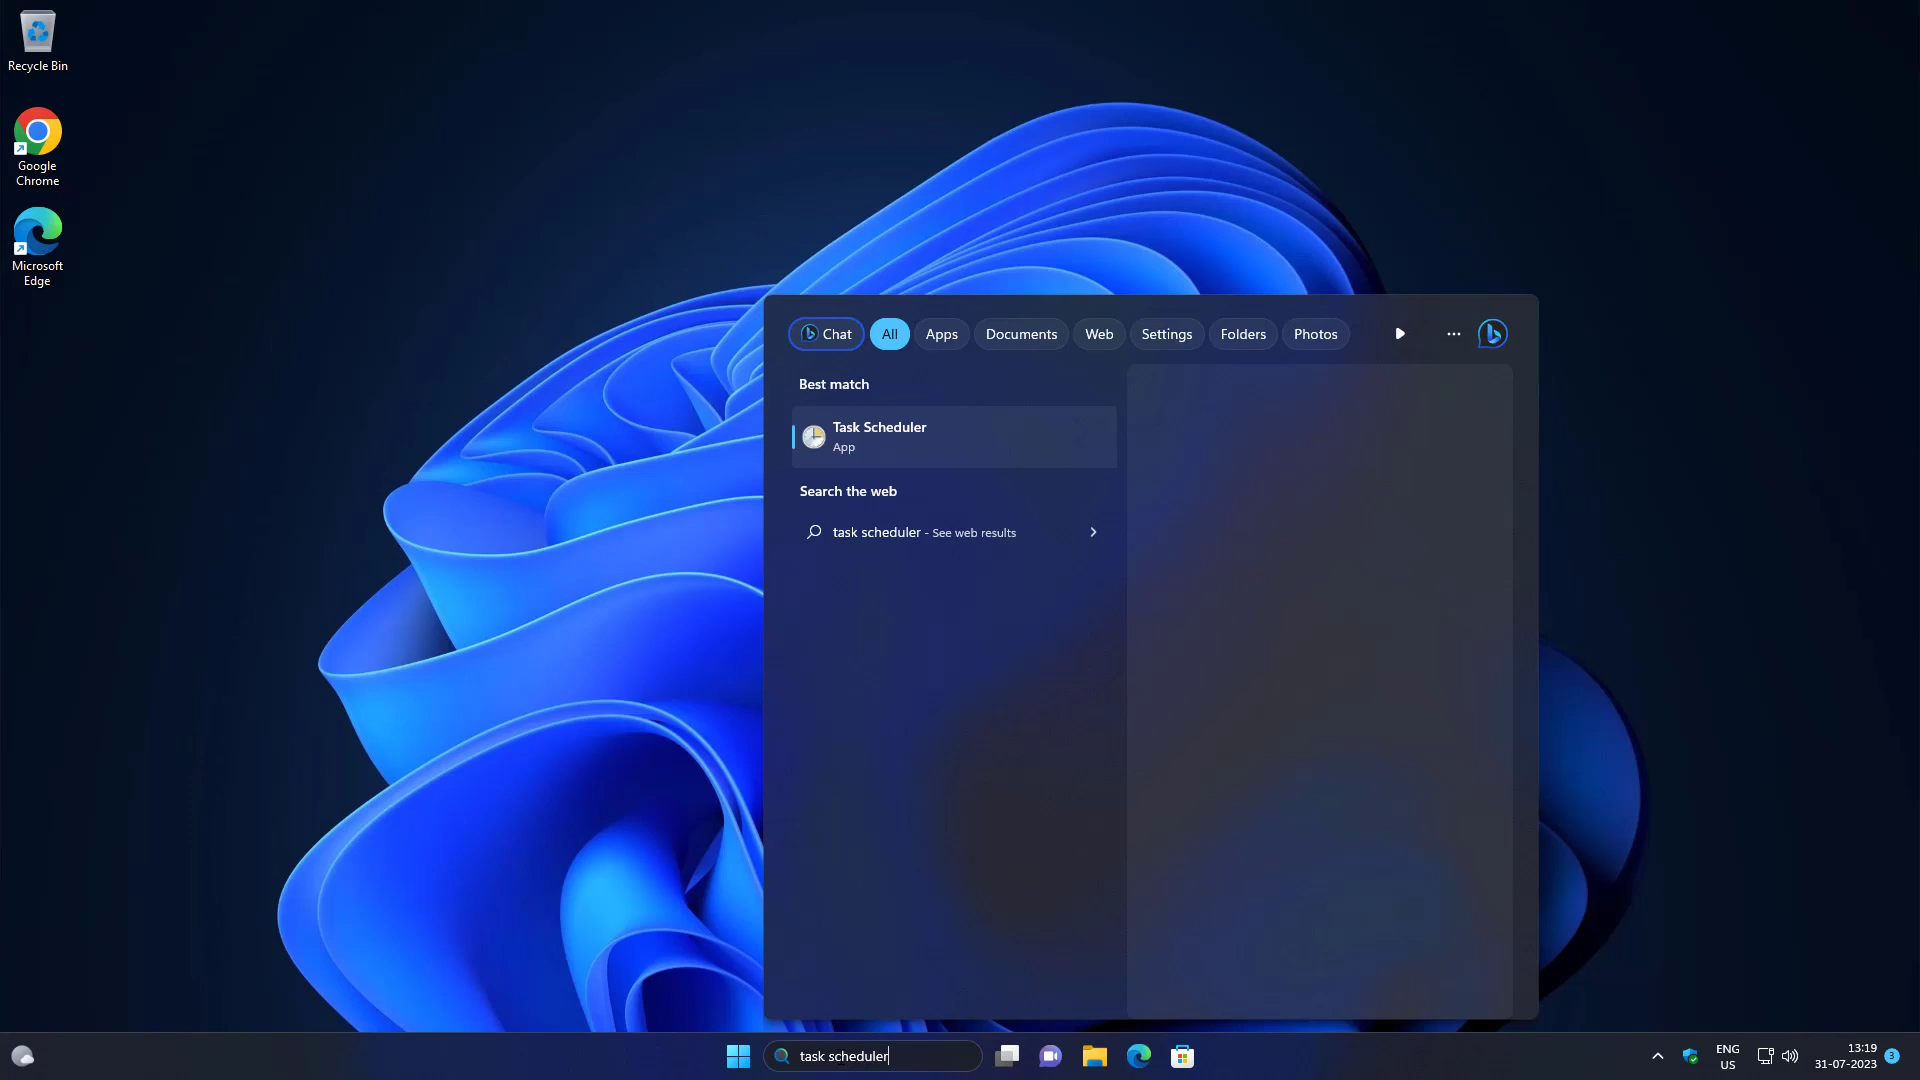 Recycle Bin
Google
Chrome
Microsoft
Edge
Chat
All
Apps
Documents
Web
Settings
Folders
Photos
Best match
Task Scheduler
App
Search the web
task scheduler - See web results
task scheduler
ENG
US
13:19
31-07-2023
3